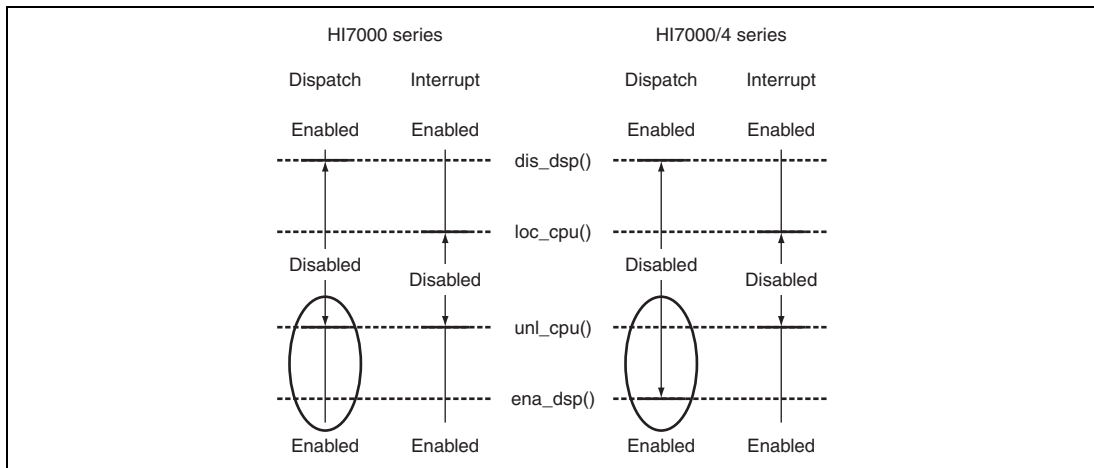 HI7000 series HI7000/4 series
Dispatch Interrupt Dispatch Interrupt
Enabled Enabled Enabled Enabled
dis_dsp()
loc_cpu()
Disabled Disabled Disabled Disabled
unl_cpu()
ena_dsp()
Enabled Enabled Enabled Enabled